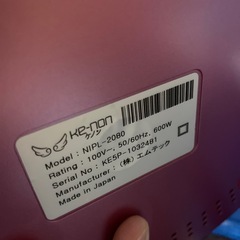 ke-non
ケノン
Model : NIPL-2080
Rating : 100V~, 50/60Hz, 600W
Serial No : KE5P-1032481
Manufacturer : (株) エムテック
Made in Japan